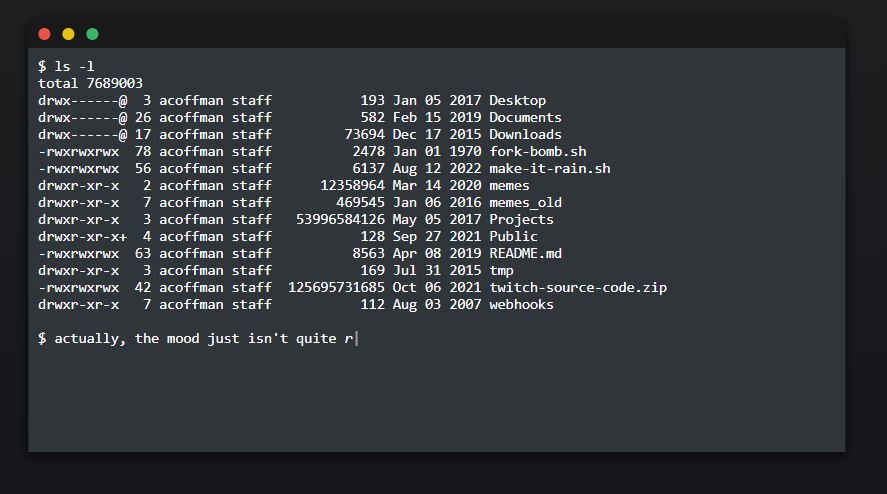 $ ls -l
total 7689003
drwx------@  3 acoffman staff           193 Jan 05 2017 Desktop
drwx------@ 26 acoffman staff           582 Feb 15 2019 Documents
drwx------@ 17 acoffman staff         73694 Dec 17 2015 Downloads
-rwxrwxrwx  78 acoffman staff          2478 Jan 01 1970 fork-bomb.sh
-rwxrwxrwx  56 acoffman staff          6137 Aug 12 2022 make-it-rain.sh
drwxr-xr-x   2 acoffman staff      12358964 Mar 14 2020 memes
drwxr-xr-x   7 acoffman staff        469545 Jan 06 2016 memes_old
drwxr-xr-x   3 acoffman staff   53996584126 May 05 2017 Projects
drwxr-xr-x+  4 acoffman staff           128 Sep 27 2021 Public
-rwxrwxrwx  63 acoffman staff          8563 Apr 08 2019 README.md
drwxr-xr-x   3 acoffman staff           169 Jul 31 2015 tmp
-rwxrwxrwx  42 acoffman staff  125695731685 Oct 06 2021 twitch-source-code.zip
drwxr-xr-x   7 acoffman staff           112 Aug 03 2007 webhooks
$ actually, the mood just isn't quite r